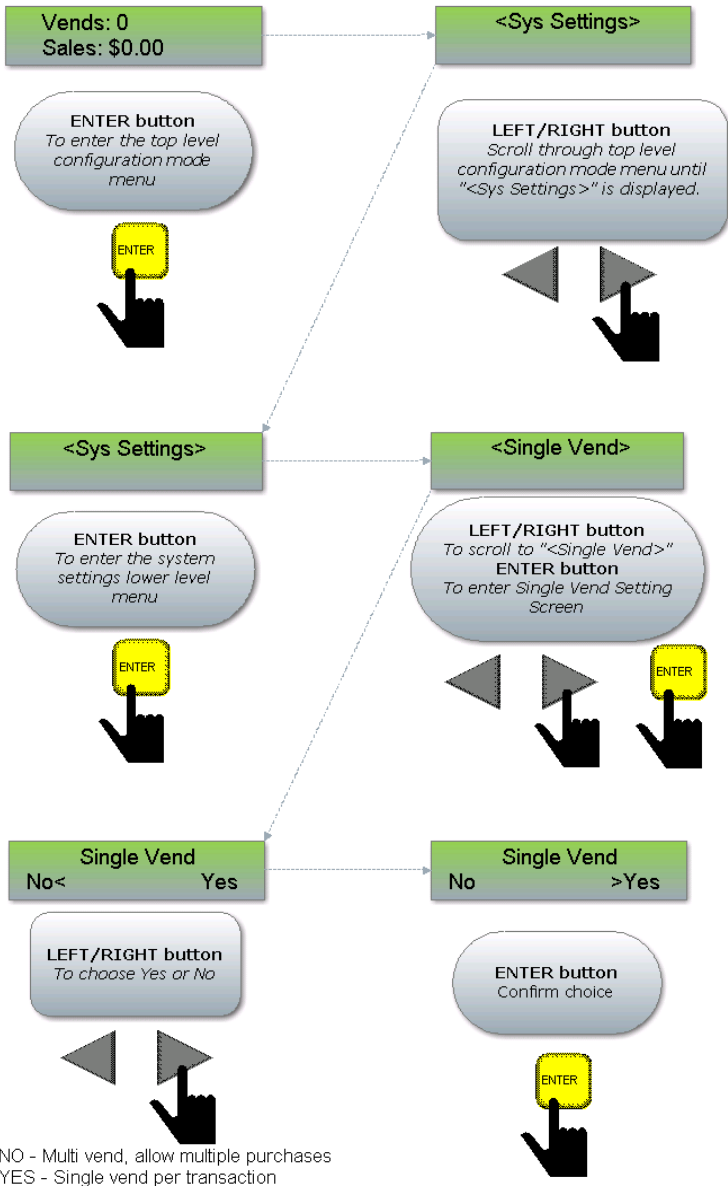 Vends: 0
Sales: $0.00
<Sys Settings>
ENTER button
To enter the top level
configuration mode
menu
ENTER
LEFT/RIGHT button
Scroll through top level
configuration mode menu until
"<Sys Settings>" is displayed.
<Sys Settings>
ENTER button
To enter the system
settings lower level
menu
ENTER
<Single Vend>
LEFT/RIGHT button
To scroll to "<Single Vend>"
ENTER button
To enter Single Vend Setting
Screen
ENTER
Single Vend
No< Yes
LEFT/RIGHT button
To choose Yes or No
Single Vend
No >Yes
ENTER button
Confirm choice
ENTER
NO - Multi vend, allow multiple purchases
YES - Single vend per transaction